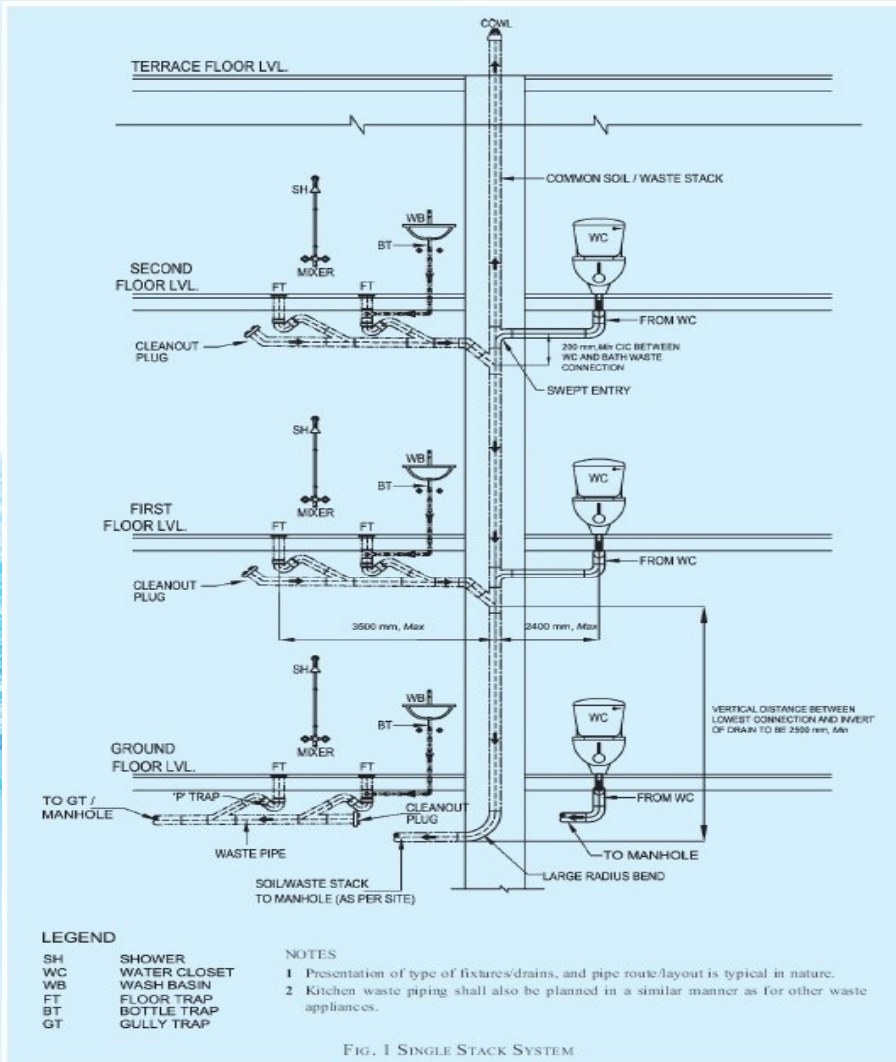 COWL
TERRACE FLOOR LVL.
COMMON SOIL / WASTE STACK
SH
WB
BT
WC
MIXER
SECOND
FLOOR LVL.
FT
FT
FROM WC
CLEANOUT
PLUG
200 mm, Min C/C BETWEEN
WC AND BATH WASTE
CONNECTION
SWEPT ENTRY
SH
WB
BT
WC
MIXER
FIRST
FLOOR LVL.
FT
FT
FROM WC
CLEANOUT
PLUG
3500 mm, Max
2400 mm, Max
SH
WB
BT
WC
MIXER
VERTICAL DISTANCE BETWEEN
LOWEST CONNECTION AND INVERT
OF DRAIN TO BE 2500 mm, Min
GROUND
FLOOR LVL.
FT
FT
'P' TRAP
FROM WC
TO GT /
MANHOLE
CLEANOUT
PLUG
WASTE PIPE
TO MANHOLE
SOIL/WASTE STACK
TO MANHOLE (AS PER SITE)
LARGE RADIUS BEND
LEGEND
SH SHOWER
WC WATER CLOSET
WB WASH BASIN
FT FLOOR TRAP
BT BOTTLE TRAP
GT GULLY TRAP
NOTES
1 Presentation of type of fixtures/drains, and pipe route/layout is typical in nature.
2 Kitchen waste piping shall also be planned in a similar manner as for other waste
appliances.
FIG. 1 SINGLE STACK SYSTEM